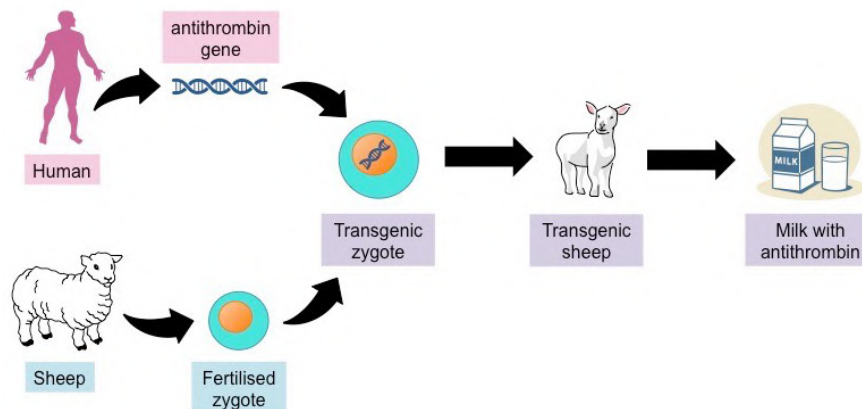 antithrombin
gene
Human
Transgenic
zygote
Transgenic
sheep
MILK
Milk with
antithrombin
Sheep
Fertilised
zygote